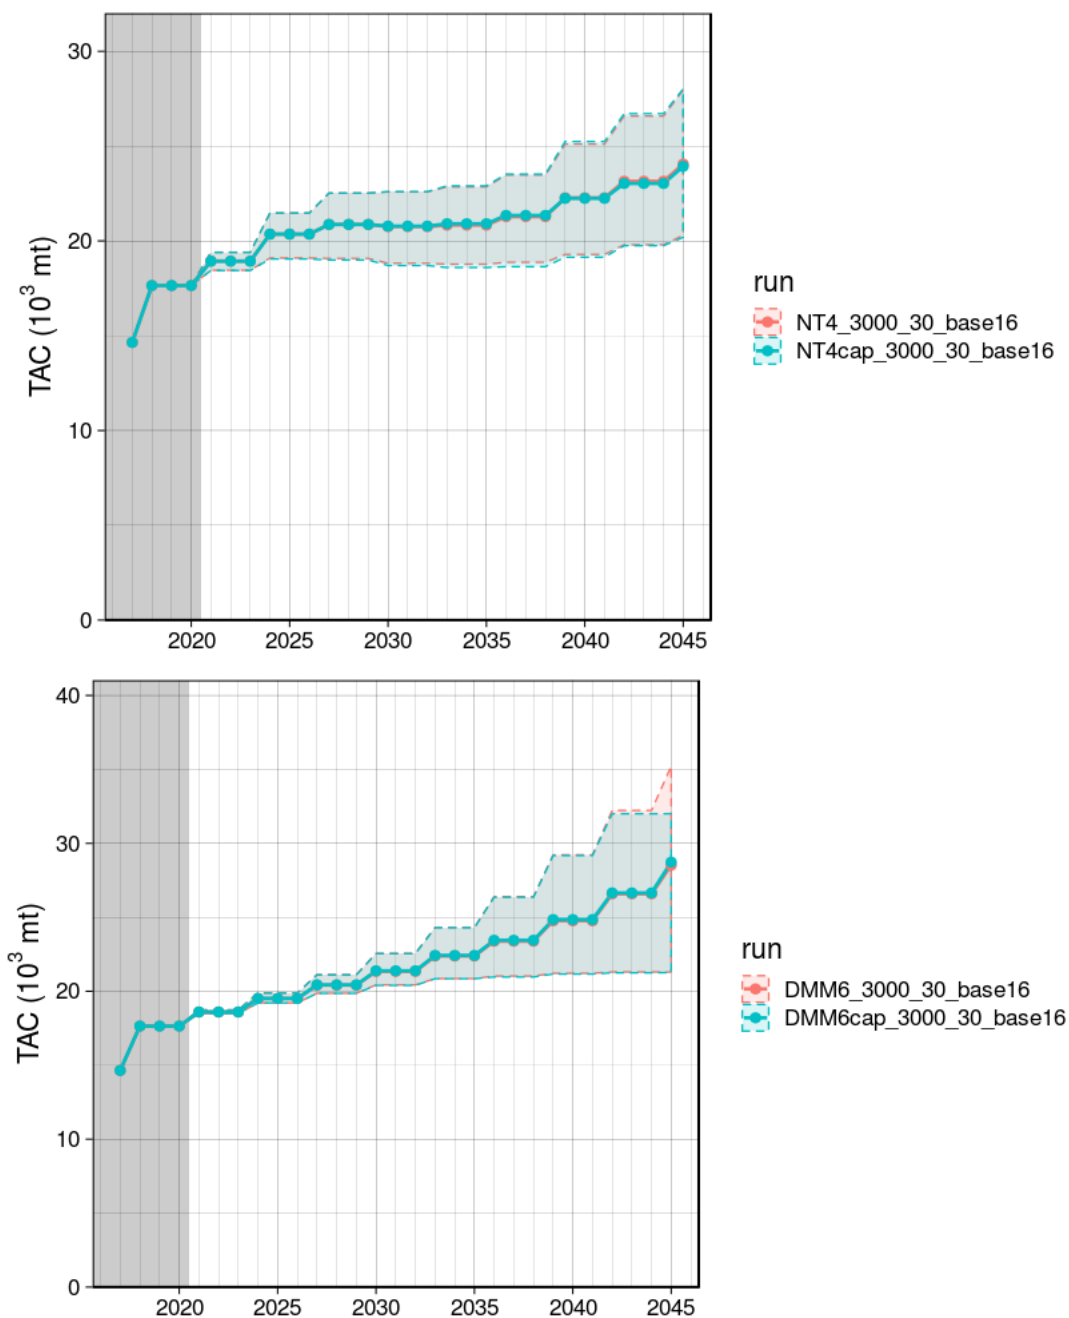 30
20
10
0
TAC (10³ mt)
2020 2025 2030 2035 2040 2045
run
NT4_3000_30_base16
NT4cap_3000_30_base16
40
30
20
10
0
TAC (10³ mt)
2020 2025 2030 2035 2040 2045
run
DMM6_3000_30_base16
DMM6cap_3000_30_base16